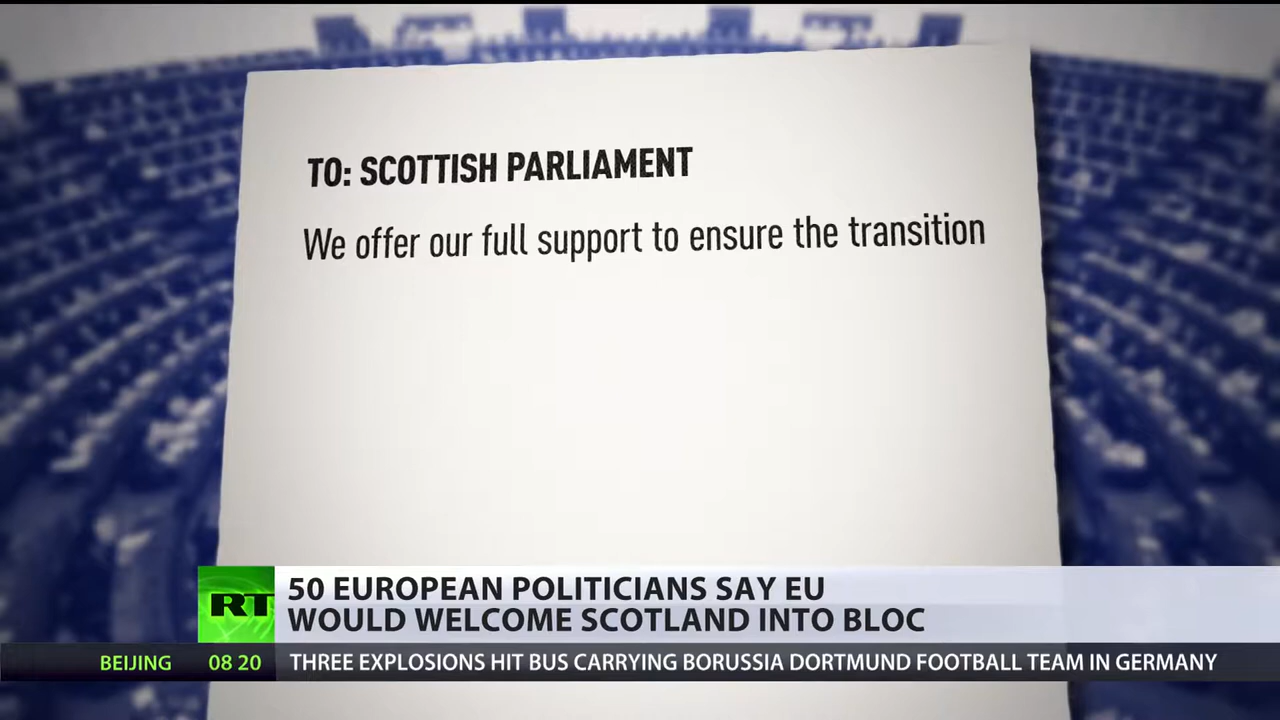 TO: SCOTTISH PARLIAMENT
We offer our full support to ensure the transition
RT
50 EUROPEAN POLITICIANS SAY EU
WOULD WELCOME SCOTLAND INTO BLOC
BEIJING 08 20 THREE EXPLOSIONS HIT BUS CARRYING BORUSSIA DORTMUND FOOTBALL TEAM IN GERMANY